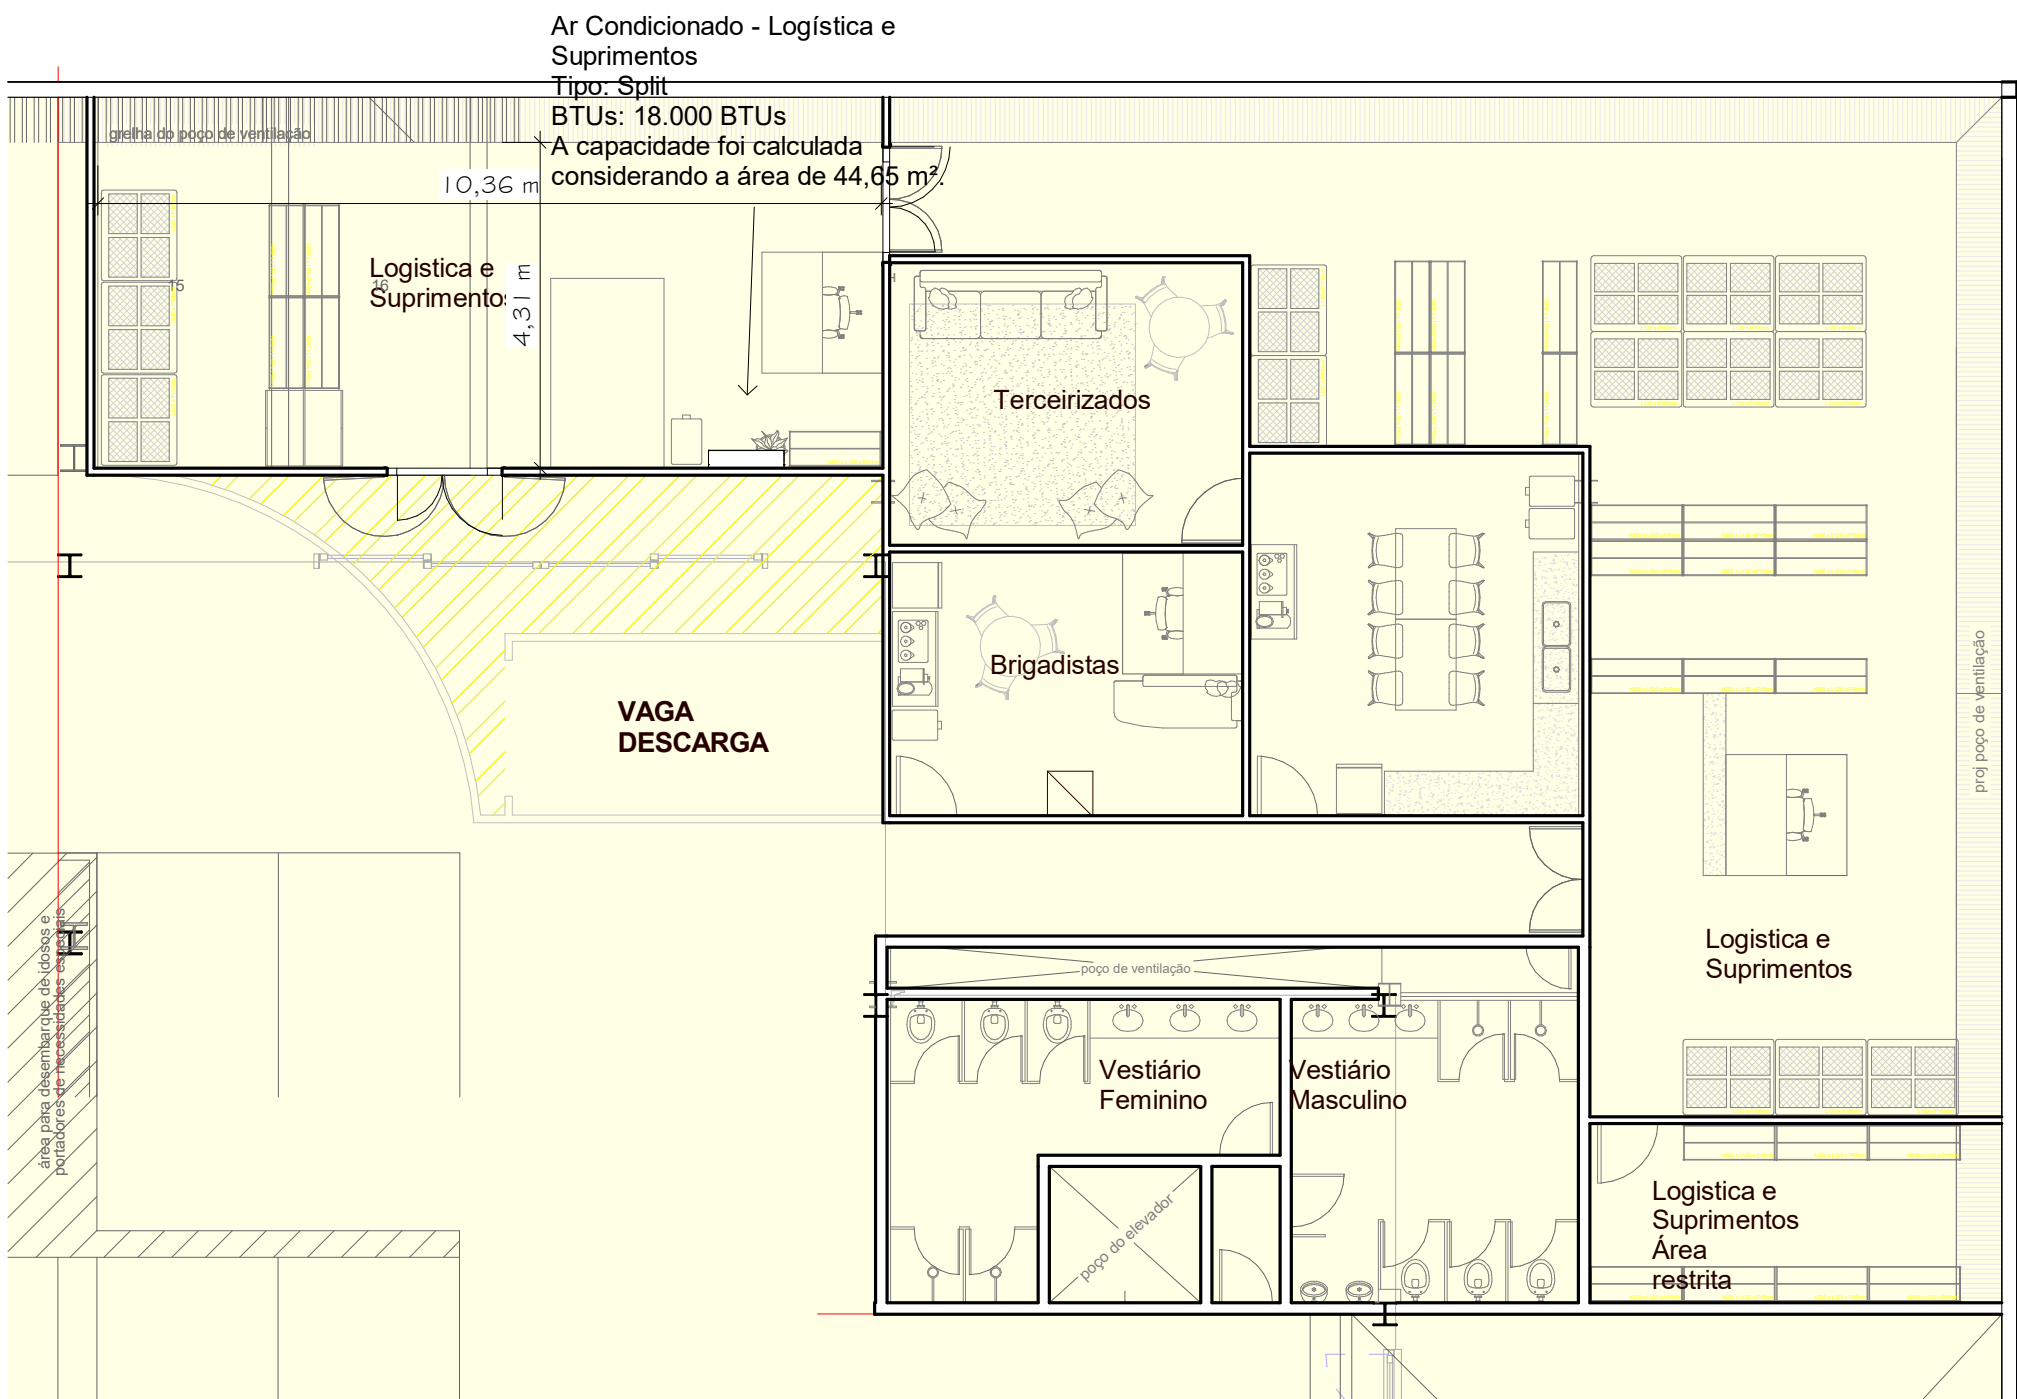 Ar Condicionado - Logística e
Suprimentos
Tipo: Split
BTUs: 18.000 BTUs
A capacidade foi calculada
considerando a área de 44,65 m².
grelha do poço de ventilação
10,36 m
4,31 m
Logistica e
Suprimentos
15
16
Terceirizados
Brigadistas
VAGA
DESCARGA
proj poço de ventilação
Logistica e
Suprimentos
área para desembarque de idosos e
portadores de necessidades especiais
poço de ventilação
Vestiário
Feminino
Vestiário
Masculino
poço do elevador
Logistica e
Suprimentos
Área
restrita